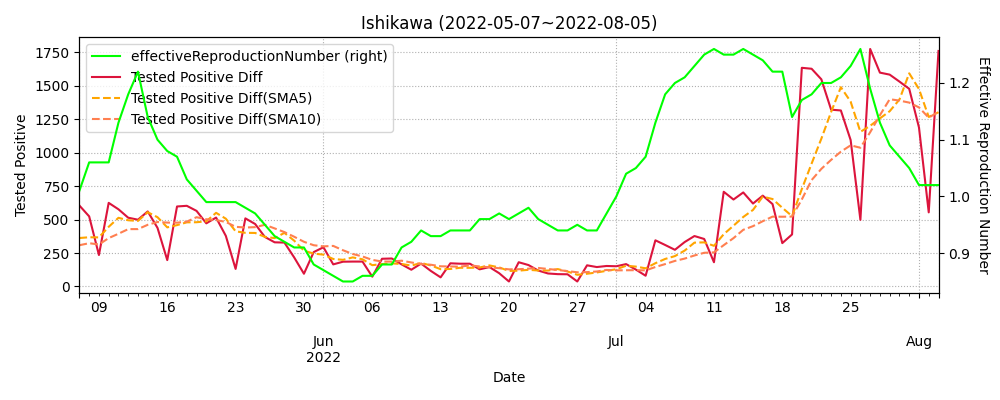 Ishikawa (2022-05-07~2022-08-05)
effectiveReproductionNumber (right)
Tested Positive Diff
Tested Positive Diff(SMA5)
Tested Positive Diff(SMA10)
Tested Positive
1750
1500
1250
1000
750
500
250
0
1.2
1.1
1.0
0.9
Effective Reproduction Number
09 16 23 30 06 13 20 27 04 11 18 25
Jun Jul Aug
2022
Date